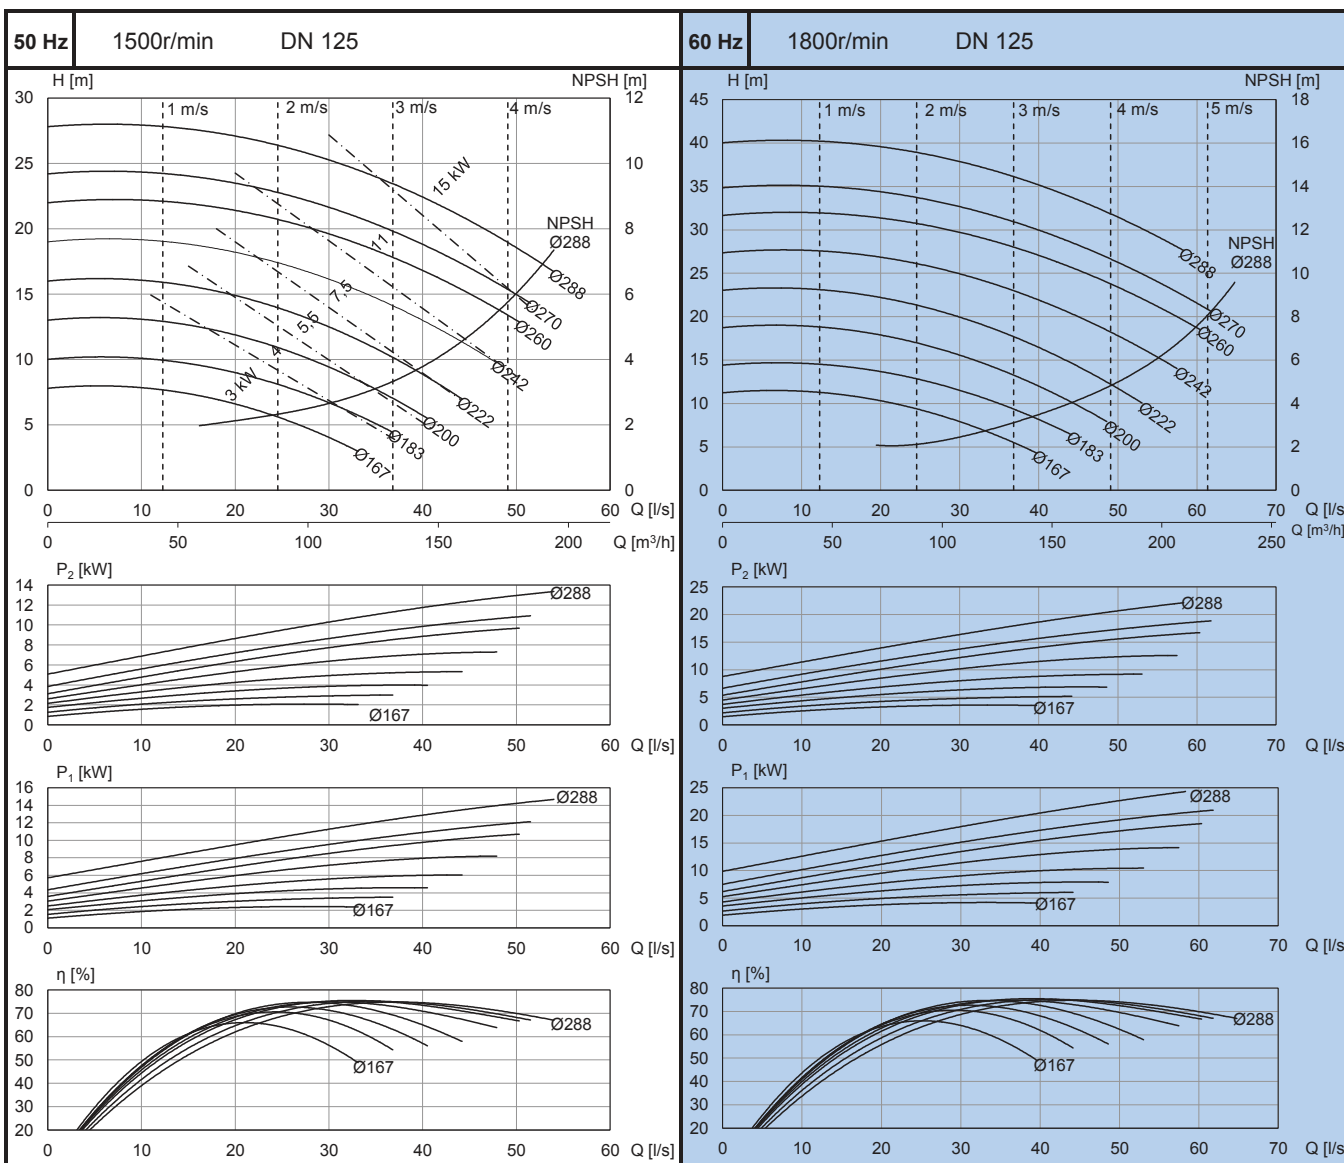 50 Hz 1500r/min DN 125
H [m] NPSH [m]
30 1 m/s 2 m/s 3 m/s 4 m/s 12
25 15 kW 10
20 11 NPSH 8
Ø288
15 7,5 Ø288 6
5,5 Ø270
Ø260
10 4 Ø242 4
3 kW Ø222
5 Ø200 2
Ø183
Ø167
0 0
0 10 20 30 40 50 Q [l/s]
0 50 100 150 200 Q [m³/h]
P₂ [kW]
14 Ø288
12
10
8
6
4
2 Ø167
0
0 10 20 30 40 50 60 Q [l/s]
P₁ [kW]
16 Ø288
14
12
10
8
6
4
2 Ø167
0
0 10 20 30 40 50 60 Q [l/s]
η [%]
80
70
60 Ø288
50 Ø167
40
30
20
0 10 20 30 40 50 60 Q [l/s]
60 Hz 1800r/min DN 125
H [m] NPSH [m]
45 1 m/s 2 m/s 3 m/s 4 m/s 5 m/s 18
40 16
35 14
30 NPSH 12
Ø288 Ø288
25 10
20 Ø270 8
Ø260
15 Ø242 6
10 Ø222 4
Ø200
5 Ø183 2
Ø167
0 0
0 10 20 30 40 50 60 Q [l/s
0 50 100 150 200 250 Q [m³/h]
P₂ [kW]
25
20 Ø288
15
10
5 Ø167
0
0 10 20 30 40 50 60 70 Q [l/s
P₁ [kW]
25 Ø288
20
15
10
5 Ø167
0
0 10 20 30 40 50 60 70 Q [l/s
η [%]
80
70 Ø288
60
50 Ø167
40
30
20
0 10 20 30 40 50 60 70 Q [l/s